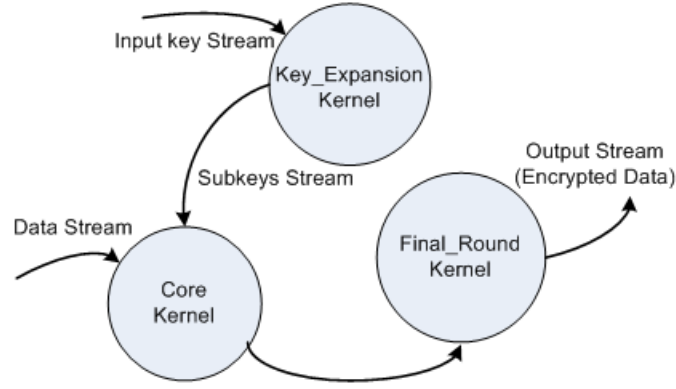 Input key Stream
Key_Expansion
Kernel
Subkeys Stream
Output Stream
(Encrypted Data)
Data Stream
Final_Round
Kernel
Core
Kernel